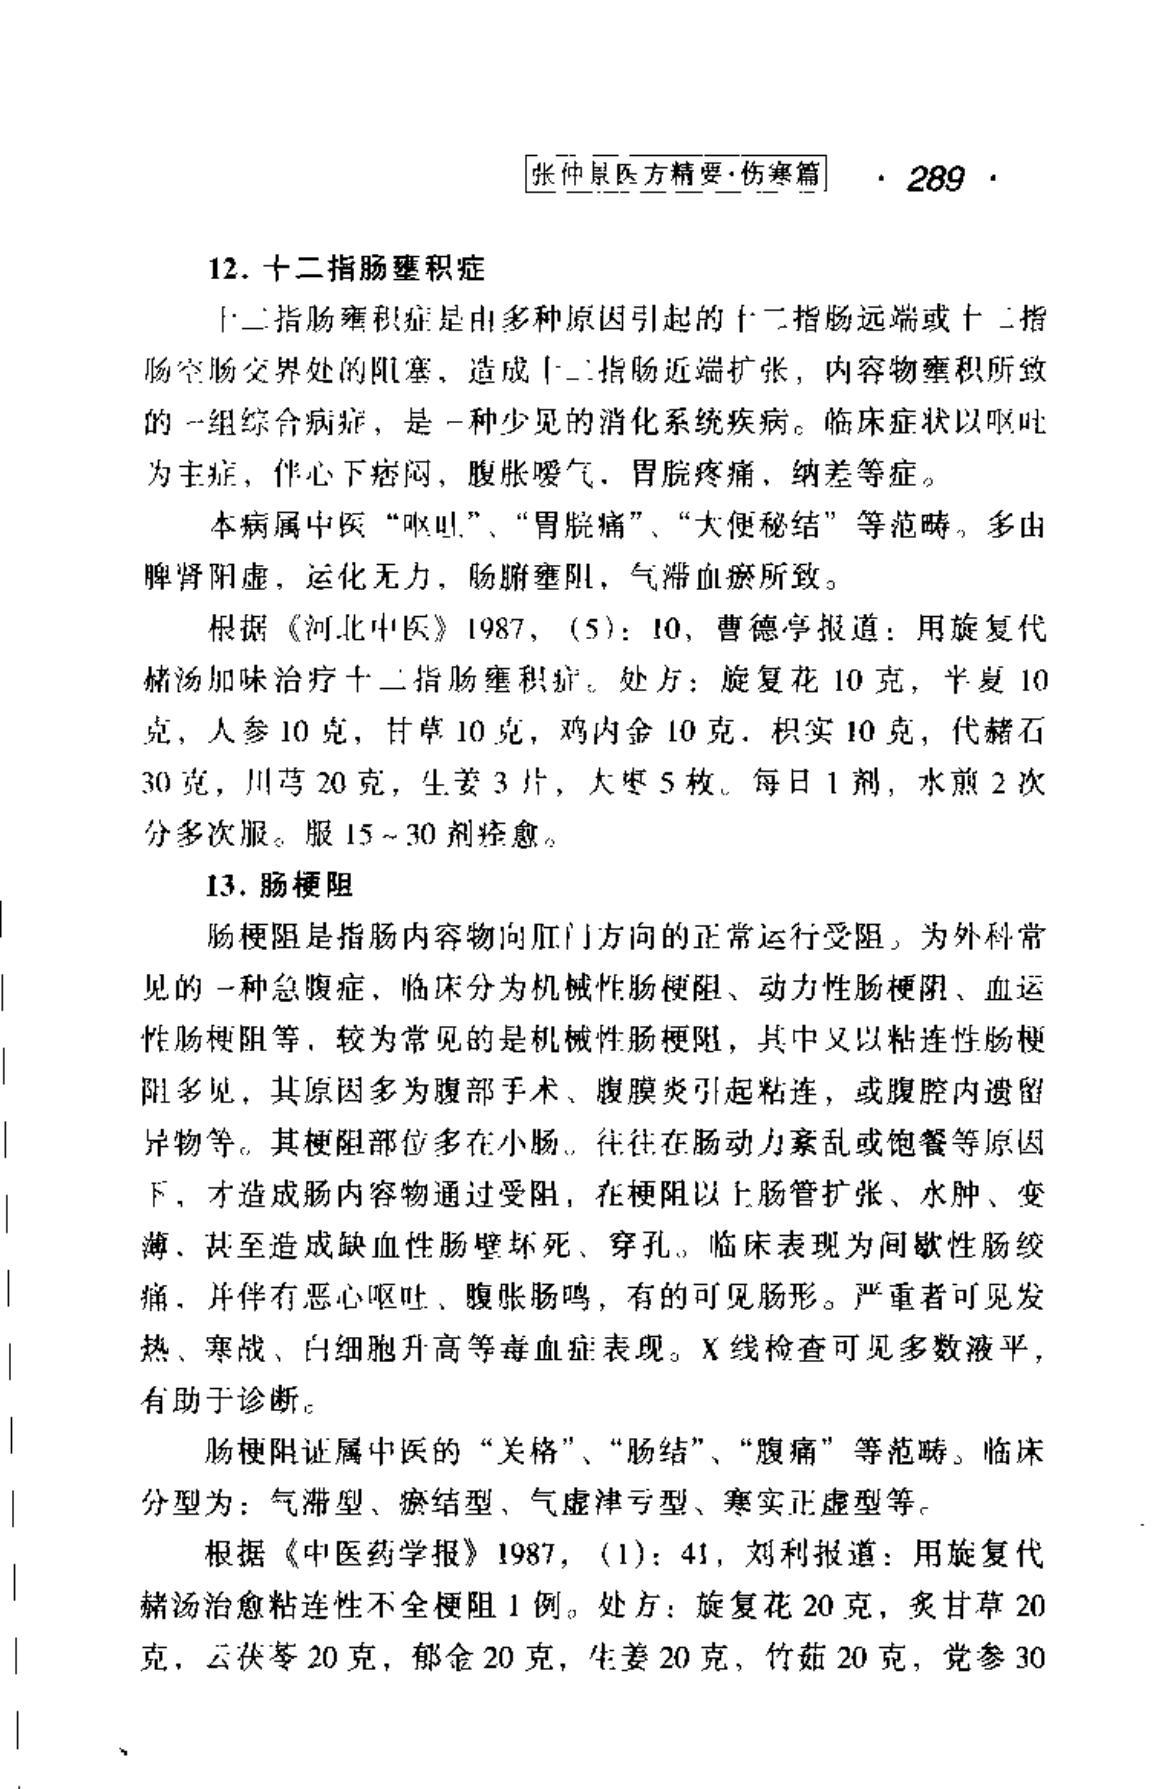 张仲景医方精要·伤寒篇 · 289 ·
12. 十二指肠壅积症
十二指肠壅积症是由多种原因引起的十二指肠远端或十二指
肠空肠交界处的阻塞，造成十二指肠近端扩张，内容物壅积所致
的一组综合病症，是一种少见的消化系统疾病。临床症状以呕吐
为主症，伴心下痞闷，腹胀嗳气，胃脘疼痛，纳差等症。
本病属中医“呕吐”、“胃脘痛”、“大便秘结”等范畴。多由
脾肾阳虚，运化无力，肠腑壅阻，气滞血瘀所致。
根据《河北中医》1987，（5）：10，曹德亭报道：用旋复代
赭汤加味治疗十二指肠壅积症。处方：旋复花 10 克，半夏 10
克，人参 10 克，甘草 10 克，鸡内金 10 克，枳实 10 克，代赭石
30 克，川芎 20 克，生姜 3 片，大枣 5 枚。每日 1 剂，水煎 2 次
分多次服。服 15～30 剂痊愈。
13. 肠梗阻
肠梗阻是指肠内容物向肛门方向的正常运行受阻。为外科常
见的一种急腹症，临床分为机械性肠梗阻、动力性肠梗阻、血运
性肠梗阻等，较为常见的是机械性肠梗阻，其中又以粘连性肠梗
阻多见，其原因多为腹部手术、腹膜炎引起粘连，或腹腔内遗留
异物等。其梗阻部位多在小肠。往往在肠动力紊乱或饱餐等原因
下，才造成肠内容物通过受阻，在梗阻以上肠管扩张、水肿、变
薄、甚至造成缺血性肠壁坏死、穿孔。临床表现为间歇性肠绞
痛，并伴有恶心呕吐、腹胀肠鸣，有的可见肠形。严重者可见发
热、寒战、白细胞升高等毒血症表现。X 线检查可见多数液平，
有助于诊断。
肠梗阻证属中医的“关格”、“肠结”、“腹痛”等范畴。临床
分型为：气滞型、瘀结型、气虚津亏型、寒实正虚型等。
根据《中医药学报》1987，（1）：41，刘利报道：用旋复代
赭汤治愈粘连性不全梗阻 1 例。处方：旋复花 20 克，炙甘草 20
克，云茯苓 20 克，郁金 20 克，生姜 20 克，竹茹 20 克，党参 30